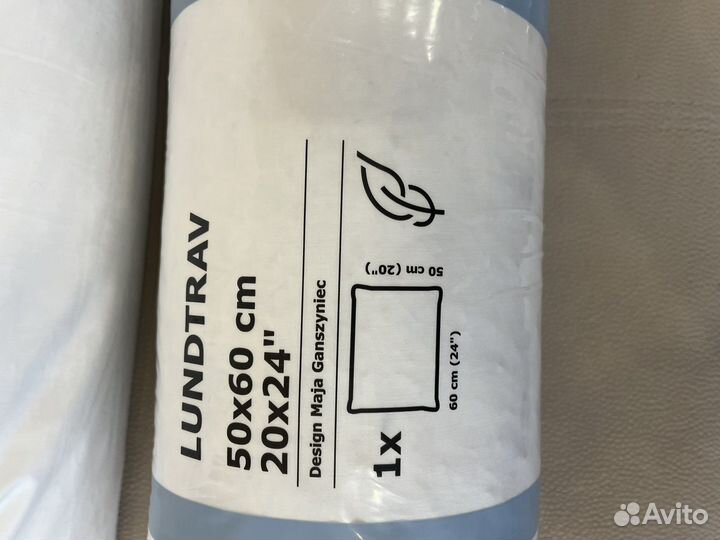 LUNDTRAV
50x60 cm
20x24"
Design Maja Ganszyniec
1x
50 cm (20")
60 cm (24")
Avito